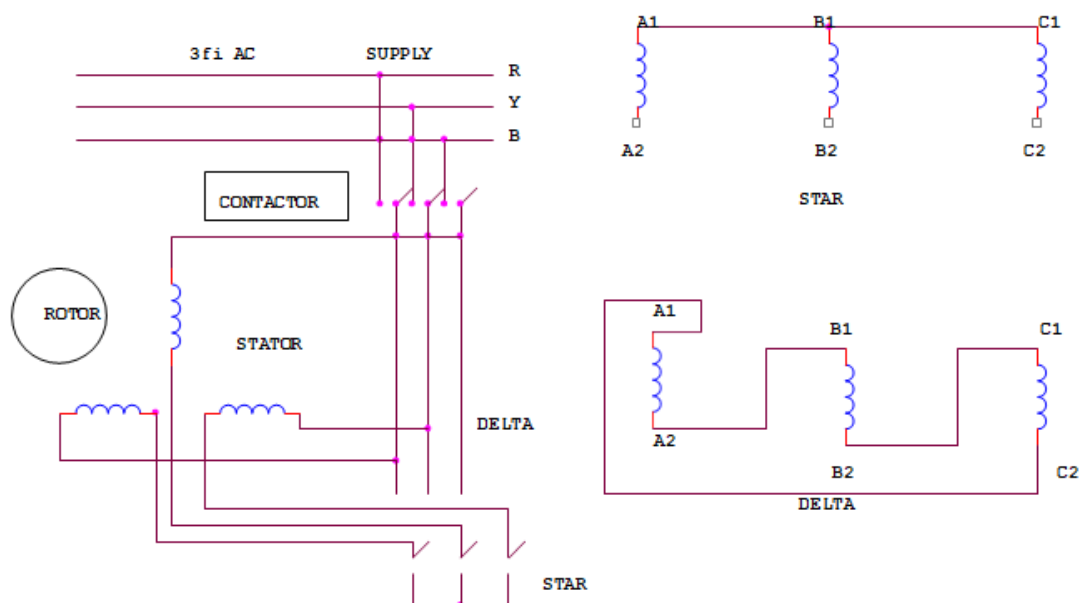 3fi AC SUPPLY
R
Y
B
CONTACTOR
ROTOR
STATOR
DELTA
STAR
A1 B1 C1
A2 B2 C2
STAR
A1 B1 C1
A2 B2 C2
DELTA